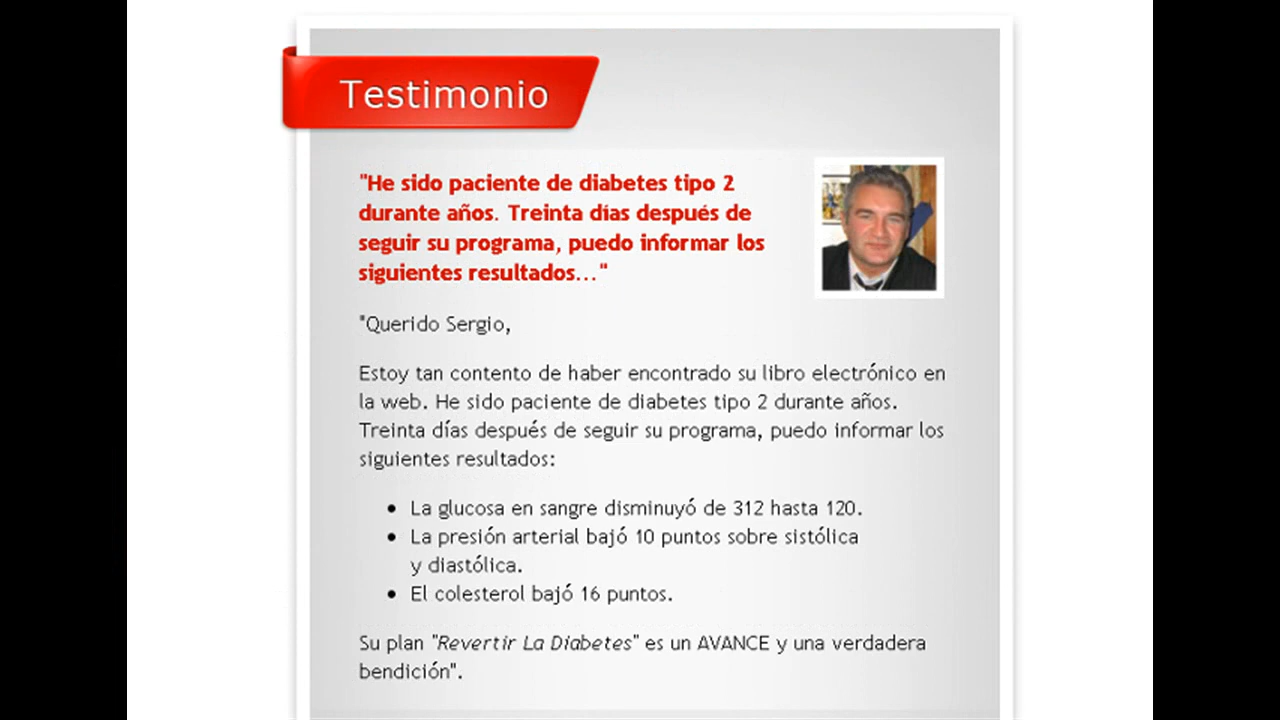 Testimonio
"He sido paciente de diabetes tipo 2
durante años. Treinta días después de
seguir su programa, puedo informar los
siguientes resultados..."
"Querido Sergio,
Estoy tan contento de haber encontrado su libro electrónico en
la web. He sido paciente de diabetes tipo 2 durante años.
Treinta días después de seguir su programa, puedo informar los
siguientes resultados:
• La glucosa en sangre disminuyó de 312 hasta 120.
• La presión arterial bajó 10 puntos sobre sistólica
y diastólica.
• El colesterol bajó 16 puntos.
Su plan "Revertir La Diabetes" es un AVANCE y una verdadera
bendición".